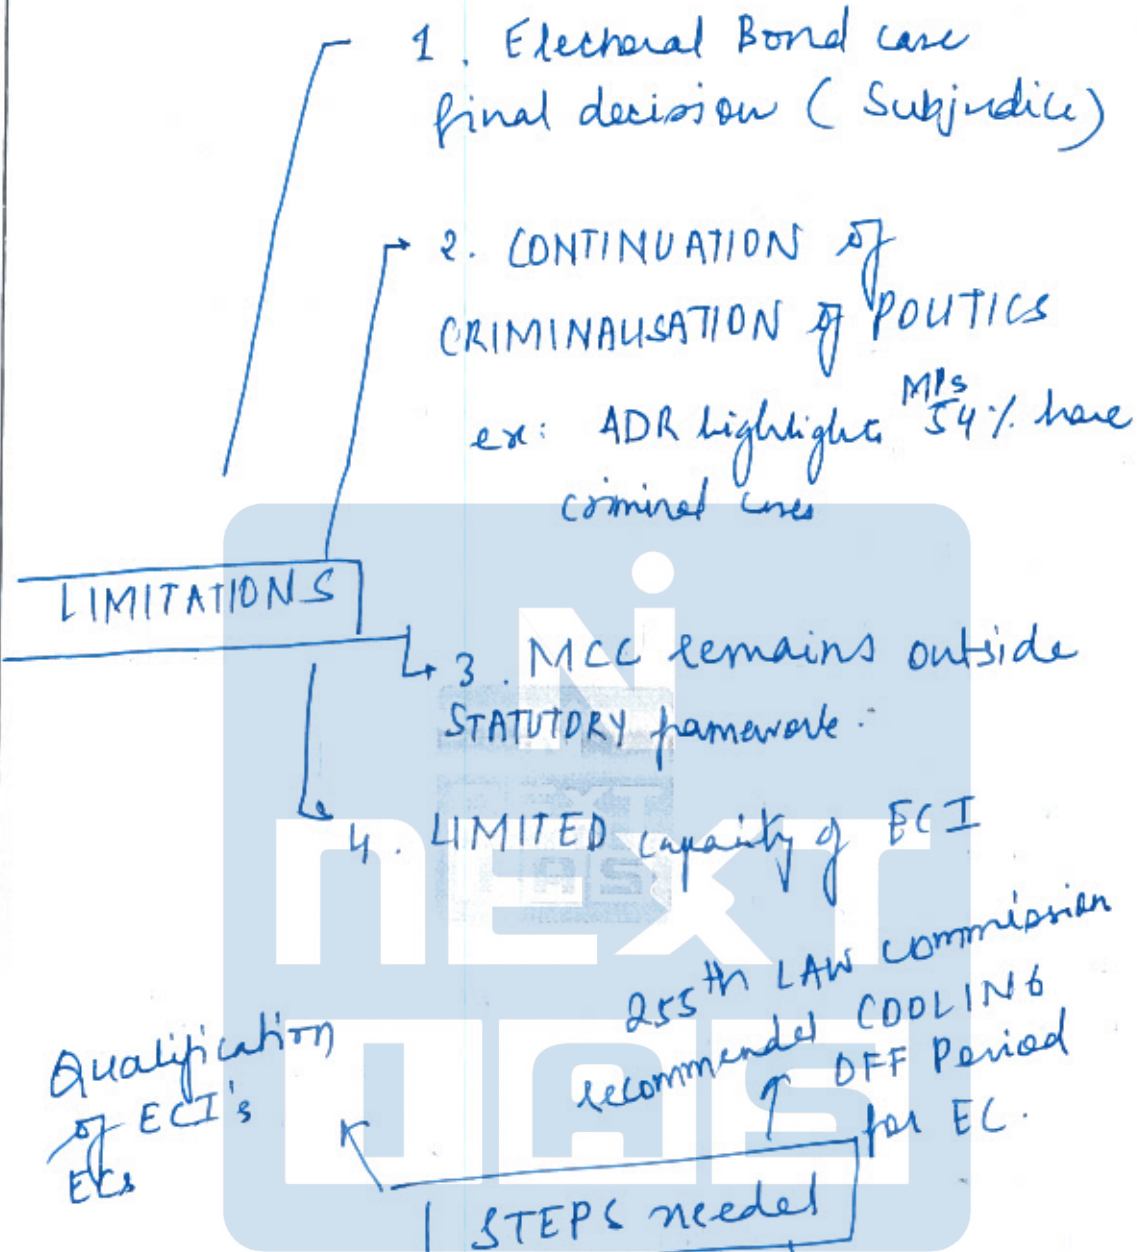 1. Electoral Bond case
final decision (Subjudice)
2. CONTINUATION of
CRIMINALISATION of POLITICS
ex: ADR highlights MPs 54% have
criminal cases
LIMITATIONS
3. MCC remains outside
STATUTORY framework.
4. LIMITED capacity of ECI
255th LAW commission
recommended COOLING
OFF Period
for EC.
Qualification
of ECI's
ECs
STEPS needed
NEXT
IAS